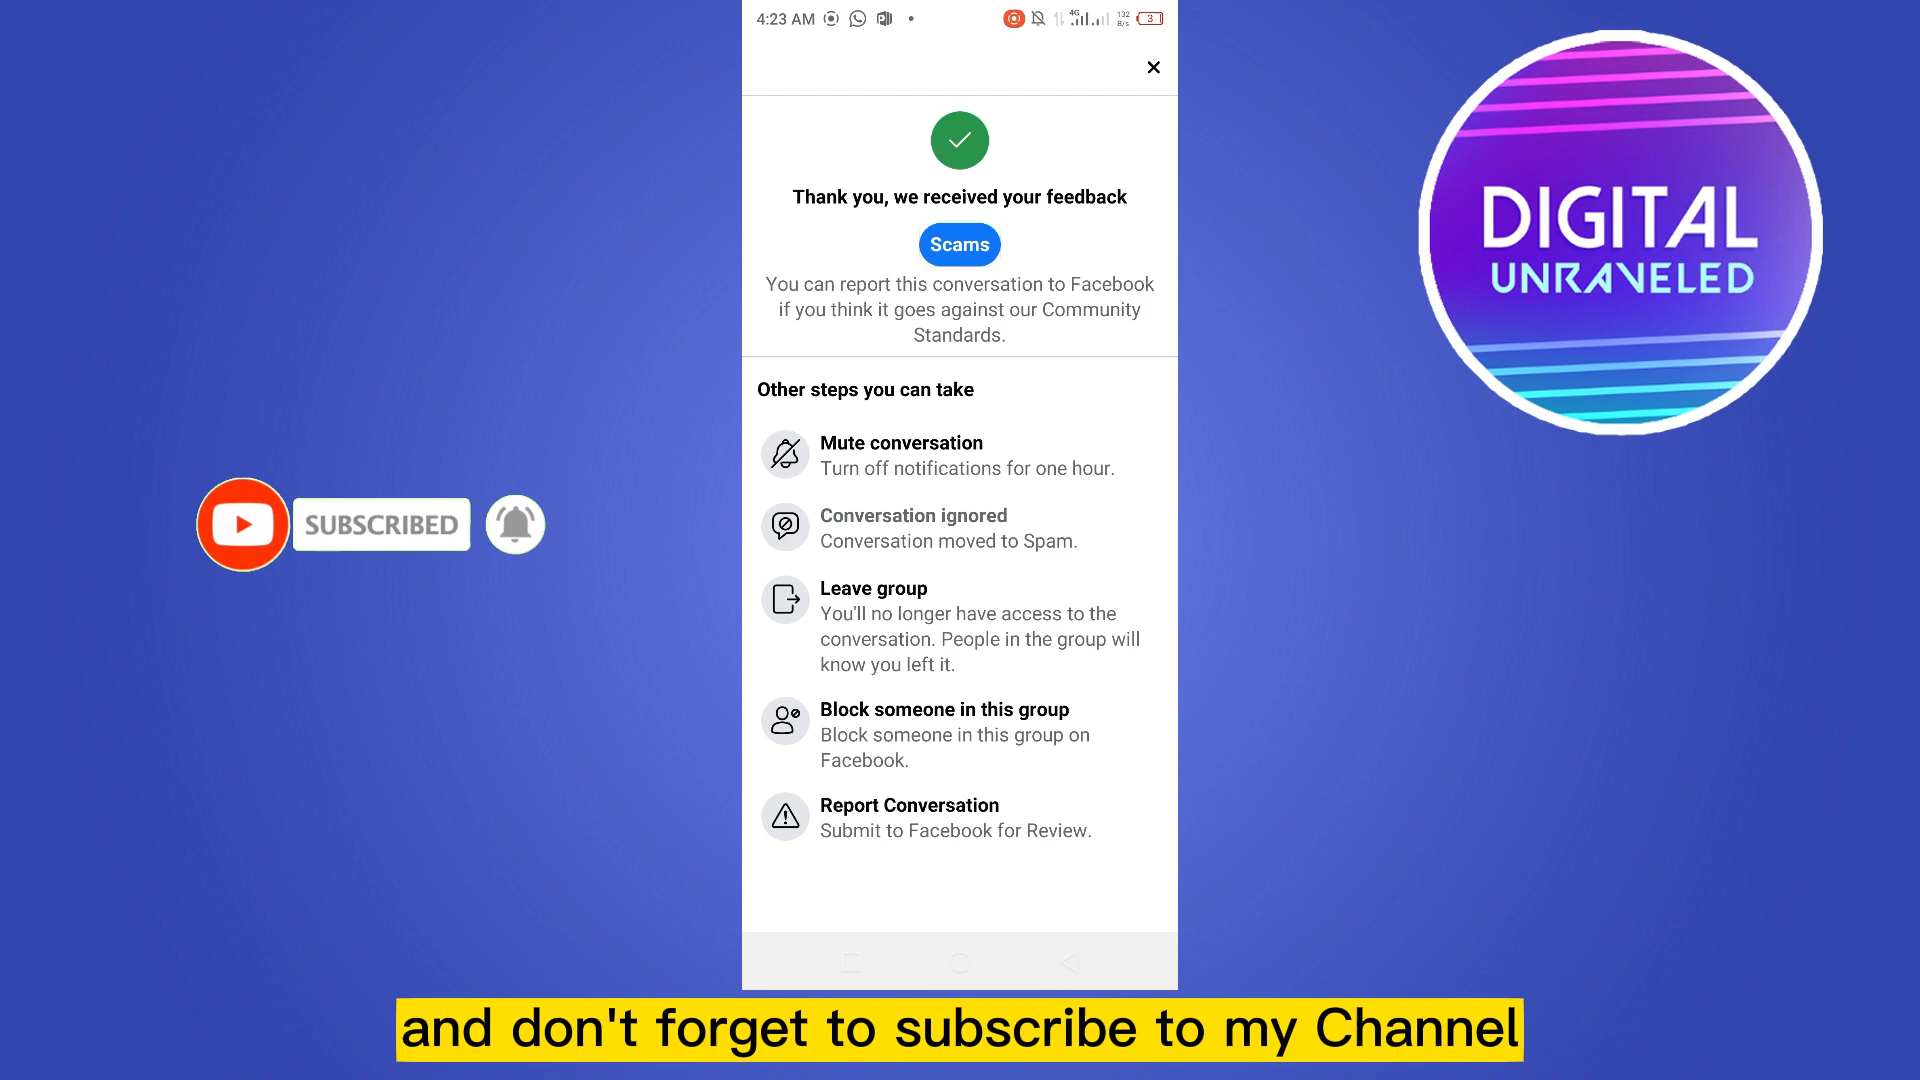 4:23 AM
4G
132
B/s
3
Thank you, we received your feedback
Scams
You can report this conversation to Facebook
if you think it goes against our Community
Standards.
Other steps you can take
Mute conversation
Turn off notifications for one hour.
Conversation ignored
Conversation moved to Spam.
Leave group
You'll no longer have access to the
conversation. People in the group will
know you left it.
Block someone in this group
Block someone in this group on
Facebook.
Report Conversation
Submit to Facebook for Review.
SUBSCRIBED
DIGITAL
UNRAVELED
and don't forget to subscribe to my Channel